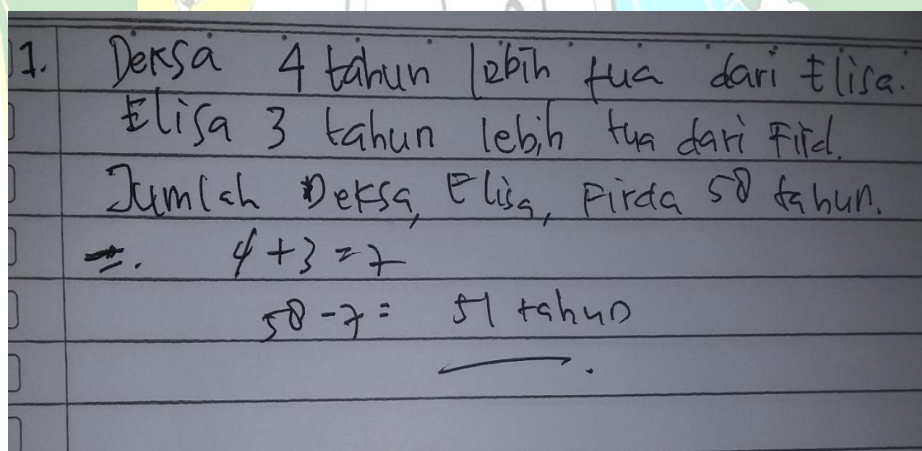 1. Deksa 4 tahun lebih tua dari Elisa.
Elisa 3 tahun lebih tua dari Fird.
Jumlah Deksa, Elisa, Firda 58 tahun.
=. 4 + 3 = 7
58 - 7 = 51 tahun